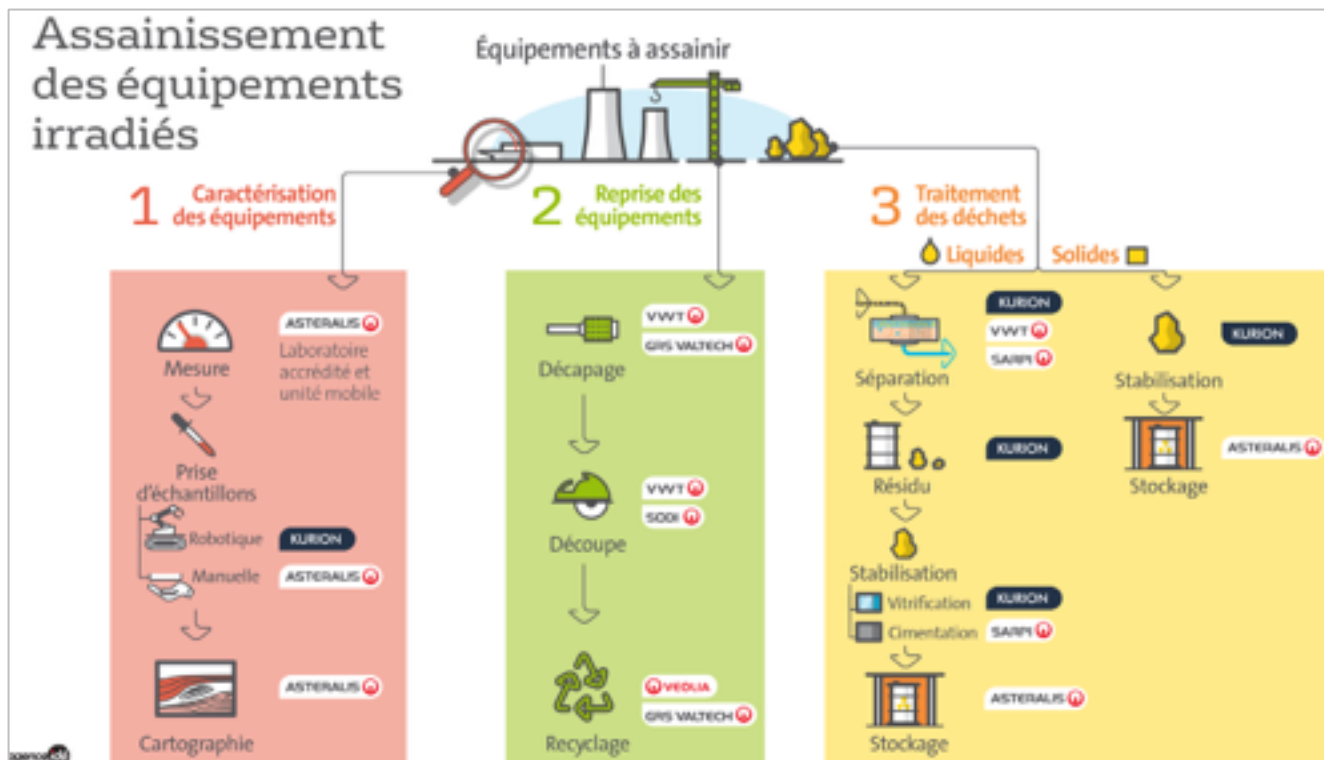 Assainissement
des équipements
irradiés
Équipements à assainir
1 Caractérisation
des équipements
2 Reprise des
équipements
3 Traitement
des déchets
Liquides Solides
Mesure
ASTERALIS
Laboratoire
accrédité et
unité mobile
Prise
d'échantillons
Robotique
KURION
Manuelle
ASTERALIS
Cartographie
ASTERALIS
Décapage
VWT
GRS VALTECH
Découpe
VWT
SODI
Recyclage
VEOLIA
GRS VALTECH
Séparation
KURION
VWT
SARPI
Résidu
KURION
Stabilisation
Vitrification
KURION
Cimentation
SARPI
Stockage
ASTERALIS
Stabilisation
KURION
Stockage
ASTERALIS